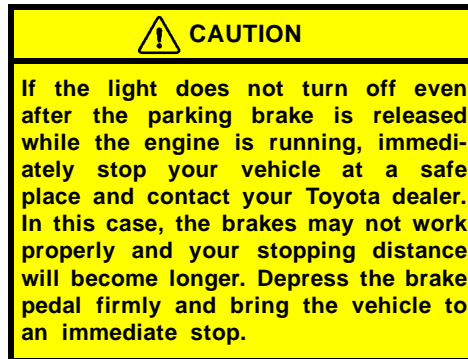 CAUTION
If the light does not turn off even
after the parking brake is released
while the engine is running, immedi-
ately stop your vehicle at a safe
place and contact your Toyota dealer.
In this case, the brakes may not work
properly and your stopping distance
will become longer. Depress the brake
pedal firmly and bring the vehicle to
an immediate stop.